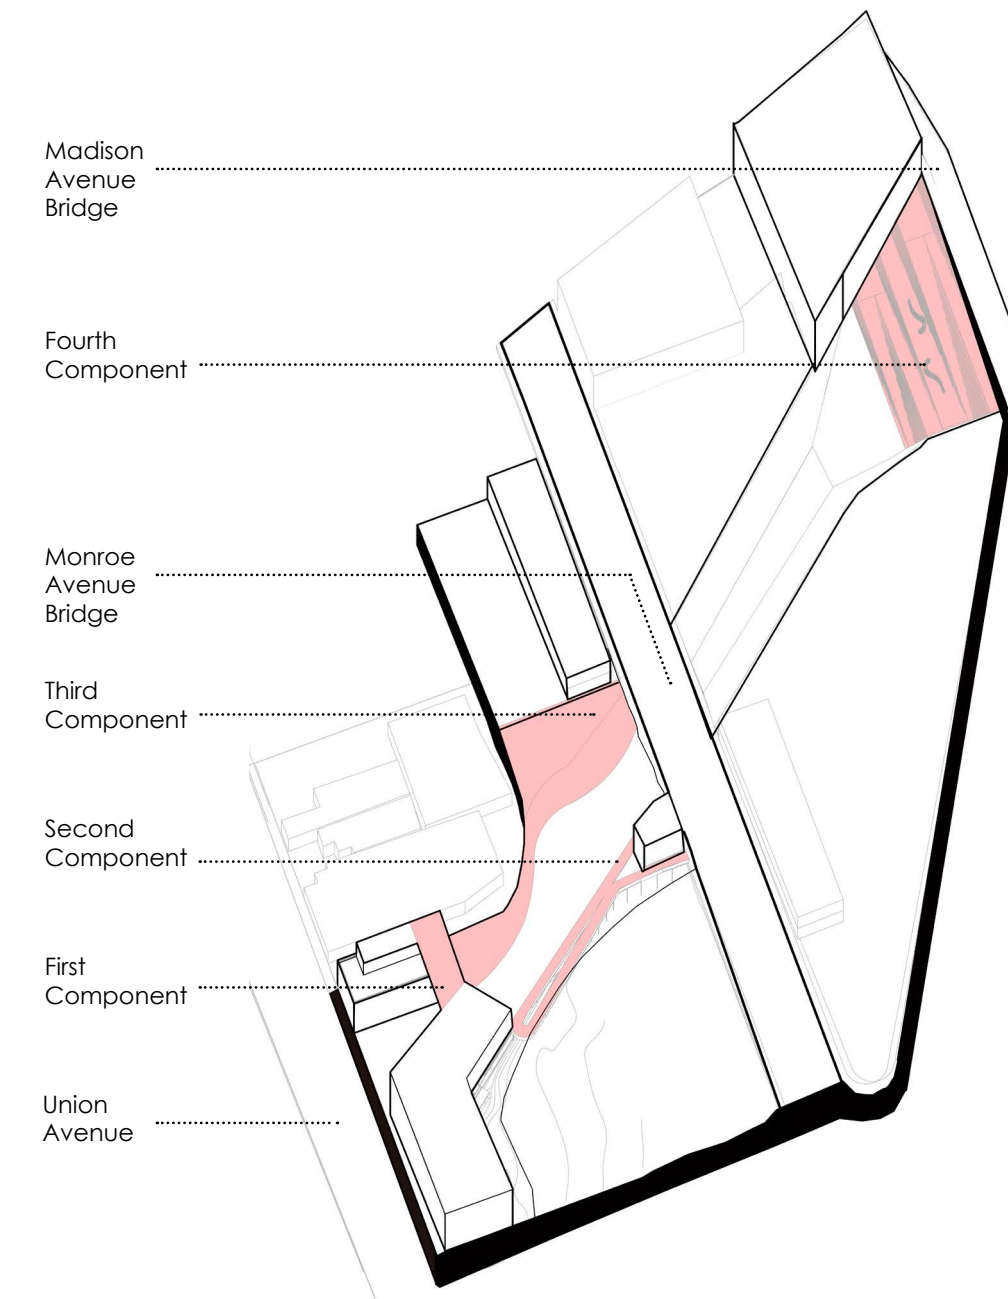 Madison
Avenue
Bridge
Fourth
Component
Monroe
Avenue
Bridge
Third
Component
Second
Component
First
Component
Union
Avenue